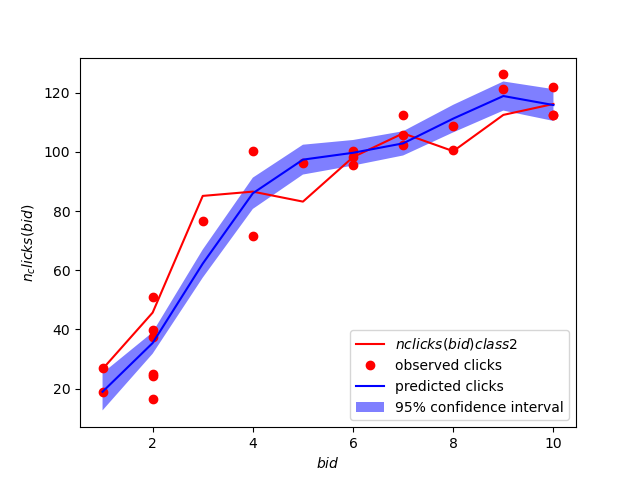 120
100
80
60
40
20
n_clicks(bid)
nclicks(bid)class2
observed clicks
predicted clicks
95% confidence interval
2
4
6
8
10
bid